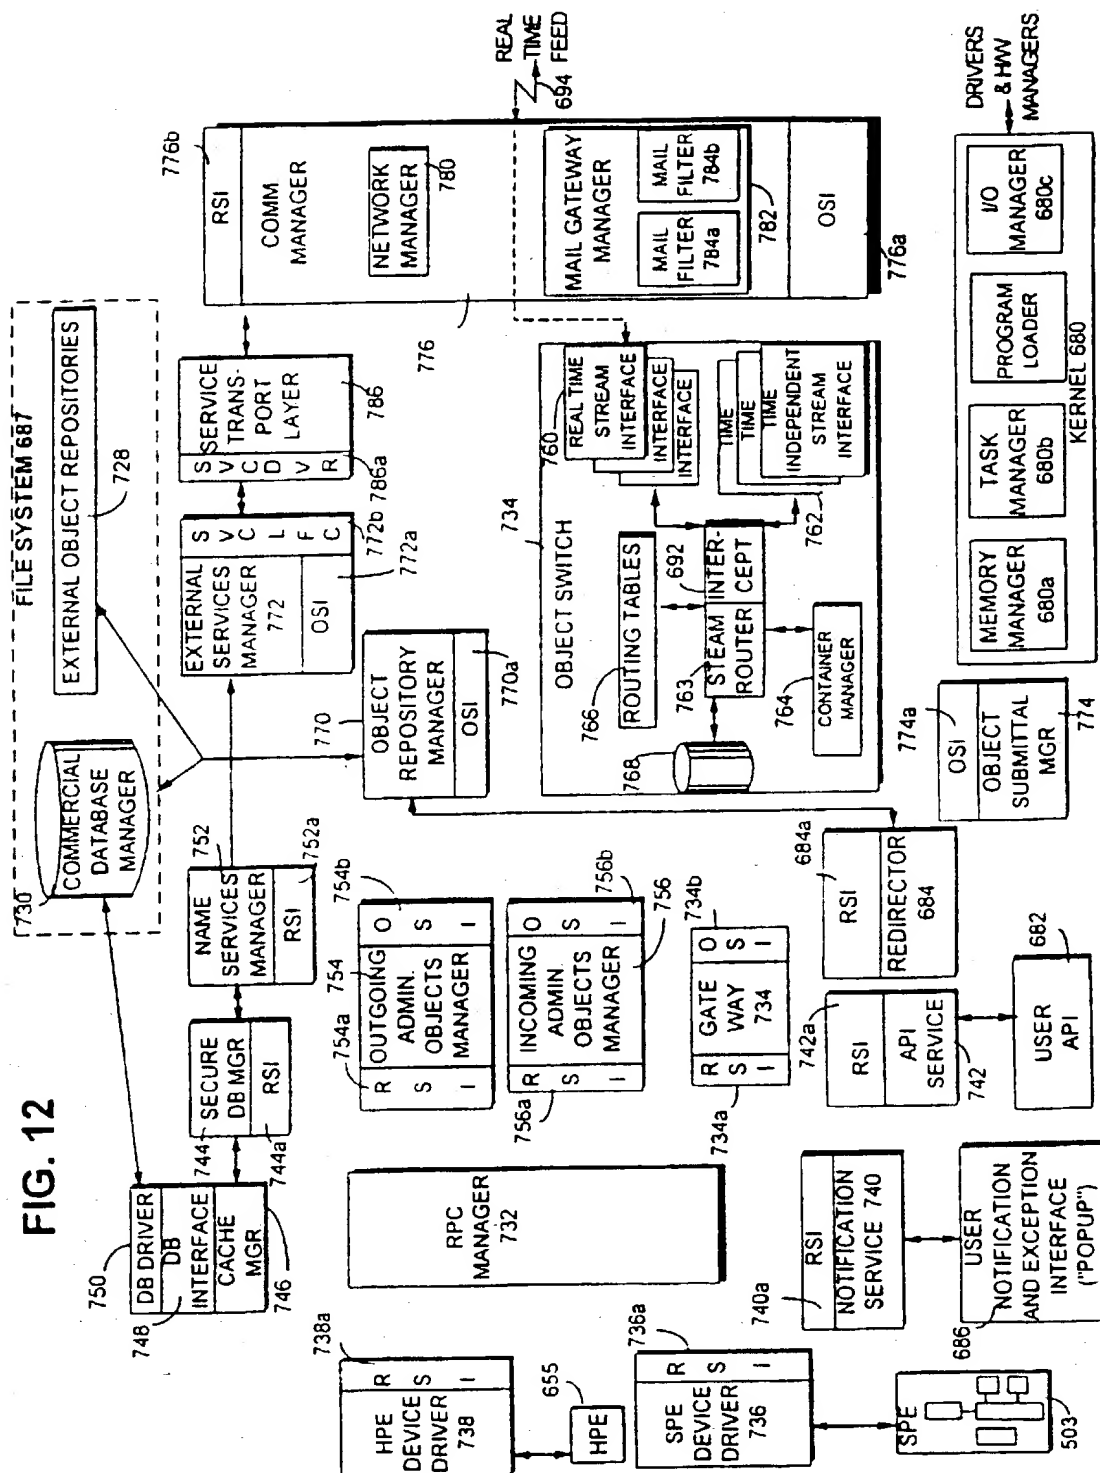 FIG. 12
FILE SYSTEM 687
COMMERCIAL
DATABASE
MANAGER
730
EXTERNAL OBJECT REPOSITORIES
728
750
DB DRIVER
DB
INTERFACE
748
CACHE
MGR
746
744
SECURE
DB MGR
RSI
744a
NAME
SERVICES
MANAGER
752
RSI
752a
EXTERNAL
SERVICES
MANAGER
772
OSI
772a
S
V
C
L
F
C
772b
S
V
C
D
V
R
786a
SERVICE
TRANS-
PORT
LAYER
786
776b
RSI
COMM
MANAGER
NETWORK
MANAGER
780
776
REAL
TIME
FEED
694
MAIL GATEWAY
MANAGER
MAIL
FILTER
784a
MAIL
FILTER
784b
782
OSI
776a
770
OBJECT
REPOSITORY
MANAGER
OSI
770a
754a
R
S
I
754
OUTGOING
ADMIN.
OBJECTS
MANAGER
O
S
I
754b
756a
R
S
I
INCOMING
ADMIN.
OBJECTS
MANAGER
756
O
S
I
756b
734a
R
S
I
GATE
WAY
734
O
S
I
734b
734
OBJECT SWITCH
760
REAL TIME
STREAM
INTERFACE
INTERFACE
INTERFACE
TIME
TIME
TIME
INDEPENDENT
STREAM
INTERFACE
762
766
ROUTING TABLES
692
763
STEAM
ROUTER
INTER-
CEPT
764
CONTAINER
MANAGER
768
RPC
MANAGER
732
738a
HPE
DEVICE
DRIVER
738
R
S
I
655
HPE
736a
SPE
DEVICE
DRIVER
736
R
S
I
SPE
503
740a
RSI
NOTIFICATION
SERVICE 740
USER
NOTIFICATION
AND EXCEPTION
INTERFACE
("POPUP")
686
742a
RSI
API
SERVICE
742
USER
API
682
684a
RSI
REDIRECTOR
684
774a
OSI
OBJECT
SUBMITTAL
MGR
774
MEMORY
MANAGER
680a
TASK
MANAGER
680b
PROGRAM
LOADER
I/O
MANAGER
680c
KERNEL 680
DRIVERS
& H/W
MANAGERS